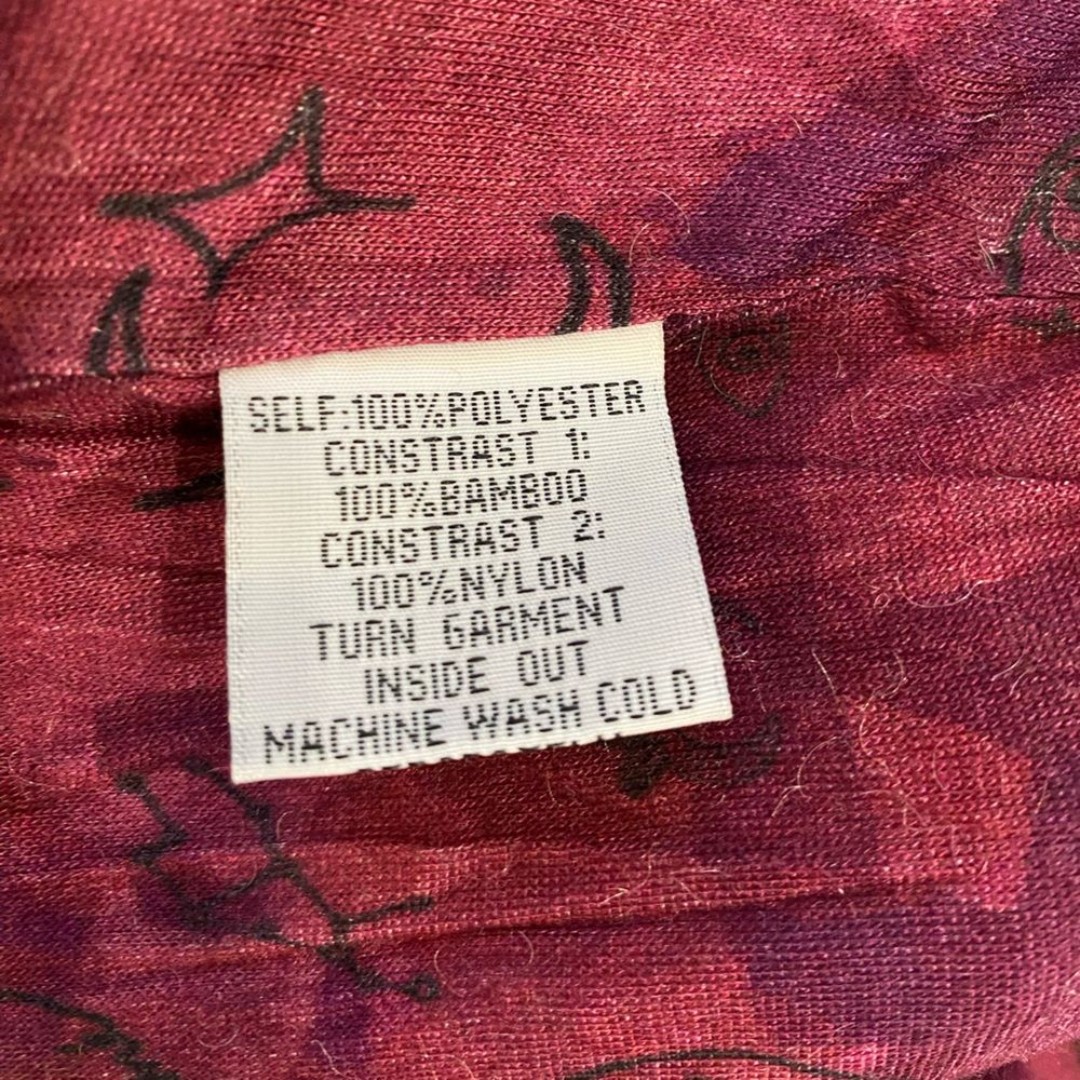 SELF:100%POLYESTER
CONSTRAST 1:
100%BAMBOO
CONSTRAST 2:
100%NYLON
TURN GARMENT
INSIDE OUT
MACHINE WASH COLD